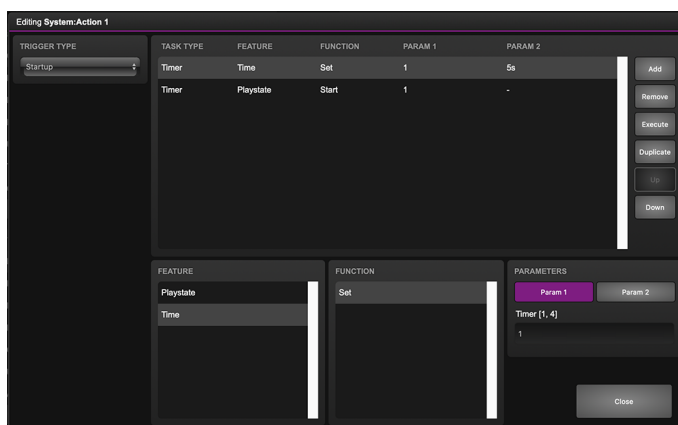 Editing System:Action 1
TRIGGER TYPE
Startup
TASK TYPE FEATURE FUNCTION PARAM 1 PARAM 2
Timer Time Set 1 5s
Timer Playstate Start 1 -
Add
Remove
Execute
Duplicate
Up
Down
FEATURE
Playstate
Time
FUNCTION
Set
PARAMETERS
Param 1 Param 2
Timer [1, 4]
1
Close